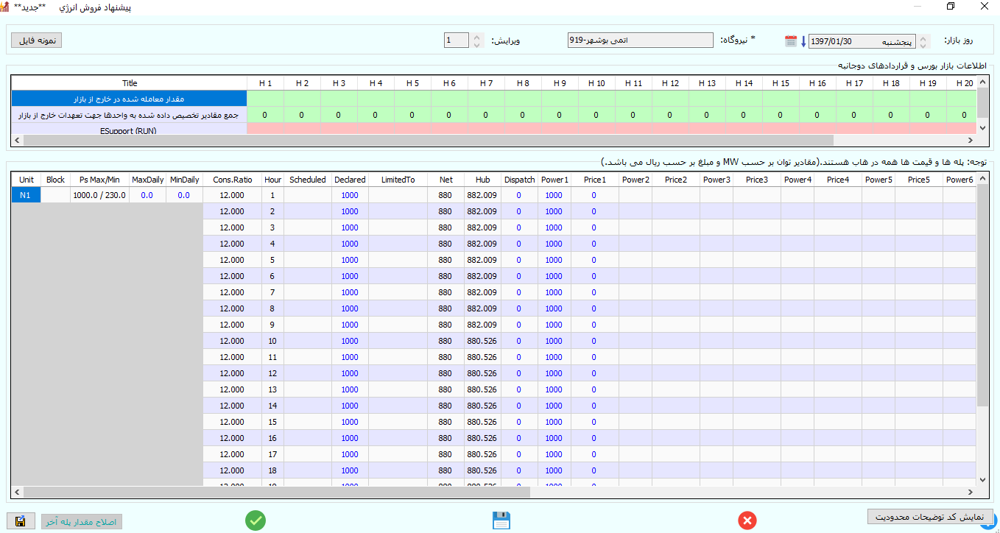 پیشنهاد فروش انرژي **جدید**
روز بازار: پنجشنبه 1397/01/30 * نیروگاه: اتمی بوشهر-919 ویرایش: 1 نمونه فایل
اطلاعات بازار بورس و قراردادهای دوجانبه
Title H 1 H 2 H 3 H 4 H 5 H 6 H 7 H 8 H 9 H 10 H 11 H 12 H 13 H 14 H 15 H 16 H 17 H 18 H 19 H 20
مقدار معامله شده در خارج از بازار
جمع مقادیر تخصیص داده شده به واحدها جهت تعهدات خارج از بازار 0 0 0 0 0 0 0 0 0 0 0 0 0 0 0 0 0 0 0 0
ESupport (RUN)
توجه: پله ها و قیمت ها همه در هاب هستند.(مقادیر توان بر حسب MW و مبلغ بر حسب ریال می باشد.)
Unit Block Ps Max/Min MaxDaily MinDaily Cons.Ratio Hour Scheduled Declared LimitedTo Net Hub Dispatch Power1 Price1 Power2 Price2 Power3 Price3 Power4 Price4 Power5 Price5 Power6
N1 1000.0 / 230.0 0.0 0.0 12.000 1 1000 880 882.009 0 1000 0
12.000 2 1000 880 882.009 0 1000 0
12.000 3 1000 880 882.009 0 1000 0
12.000 4 1000 880 882.009 0 1000 0
12.000 5 1000 880 882.009 0 1000 0
12.000 6 1000 880 882.009 0 1000 0
12.000 7 1000 880 882.009 0 1000 0
12.000 8 1000 880 882.009 0 1000 0
12.000 9 1000 880 882.009 0 1000 0
12.000 10 1000 880 880.526 0 1000 0
12.000 11 1000 880 880.526 0 1000 0
12.000 12 1000 880 880.526 0 1000 0
12.000 13 1000 880 880.526 0 1000 0
12.000 14 1000 880 880.526 0 1000 0
12.000 15 1000 880 880.526 0 1000 0
12.000 16 1000 880 880.526 0 1000 0
12.000 17 1000 880 880.526 0 1000 0
12.000 18 1000 880 880.526 0 1000 0
نمایش کد توضیحات محدودیت اصلاح مقدار پله آخر